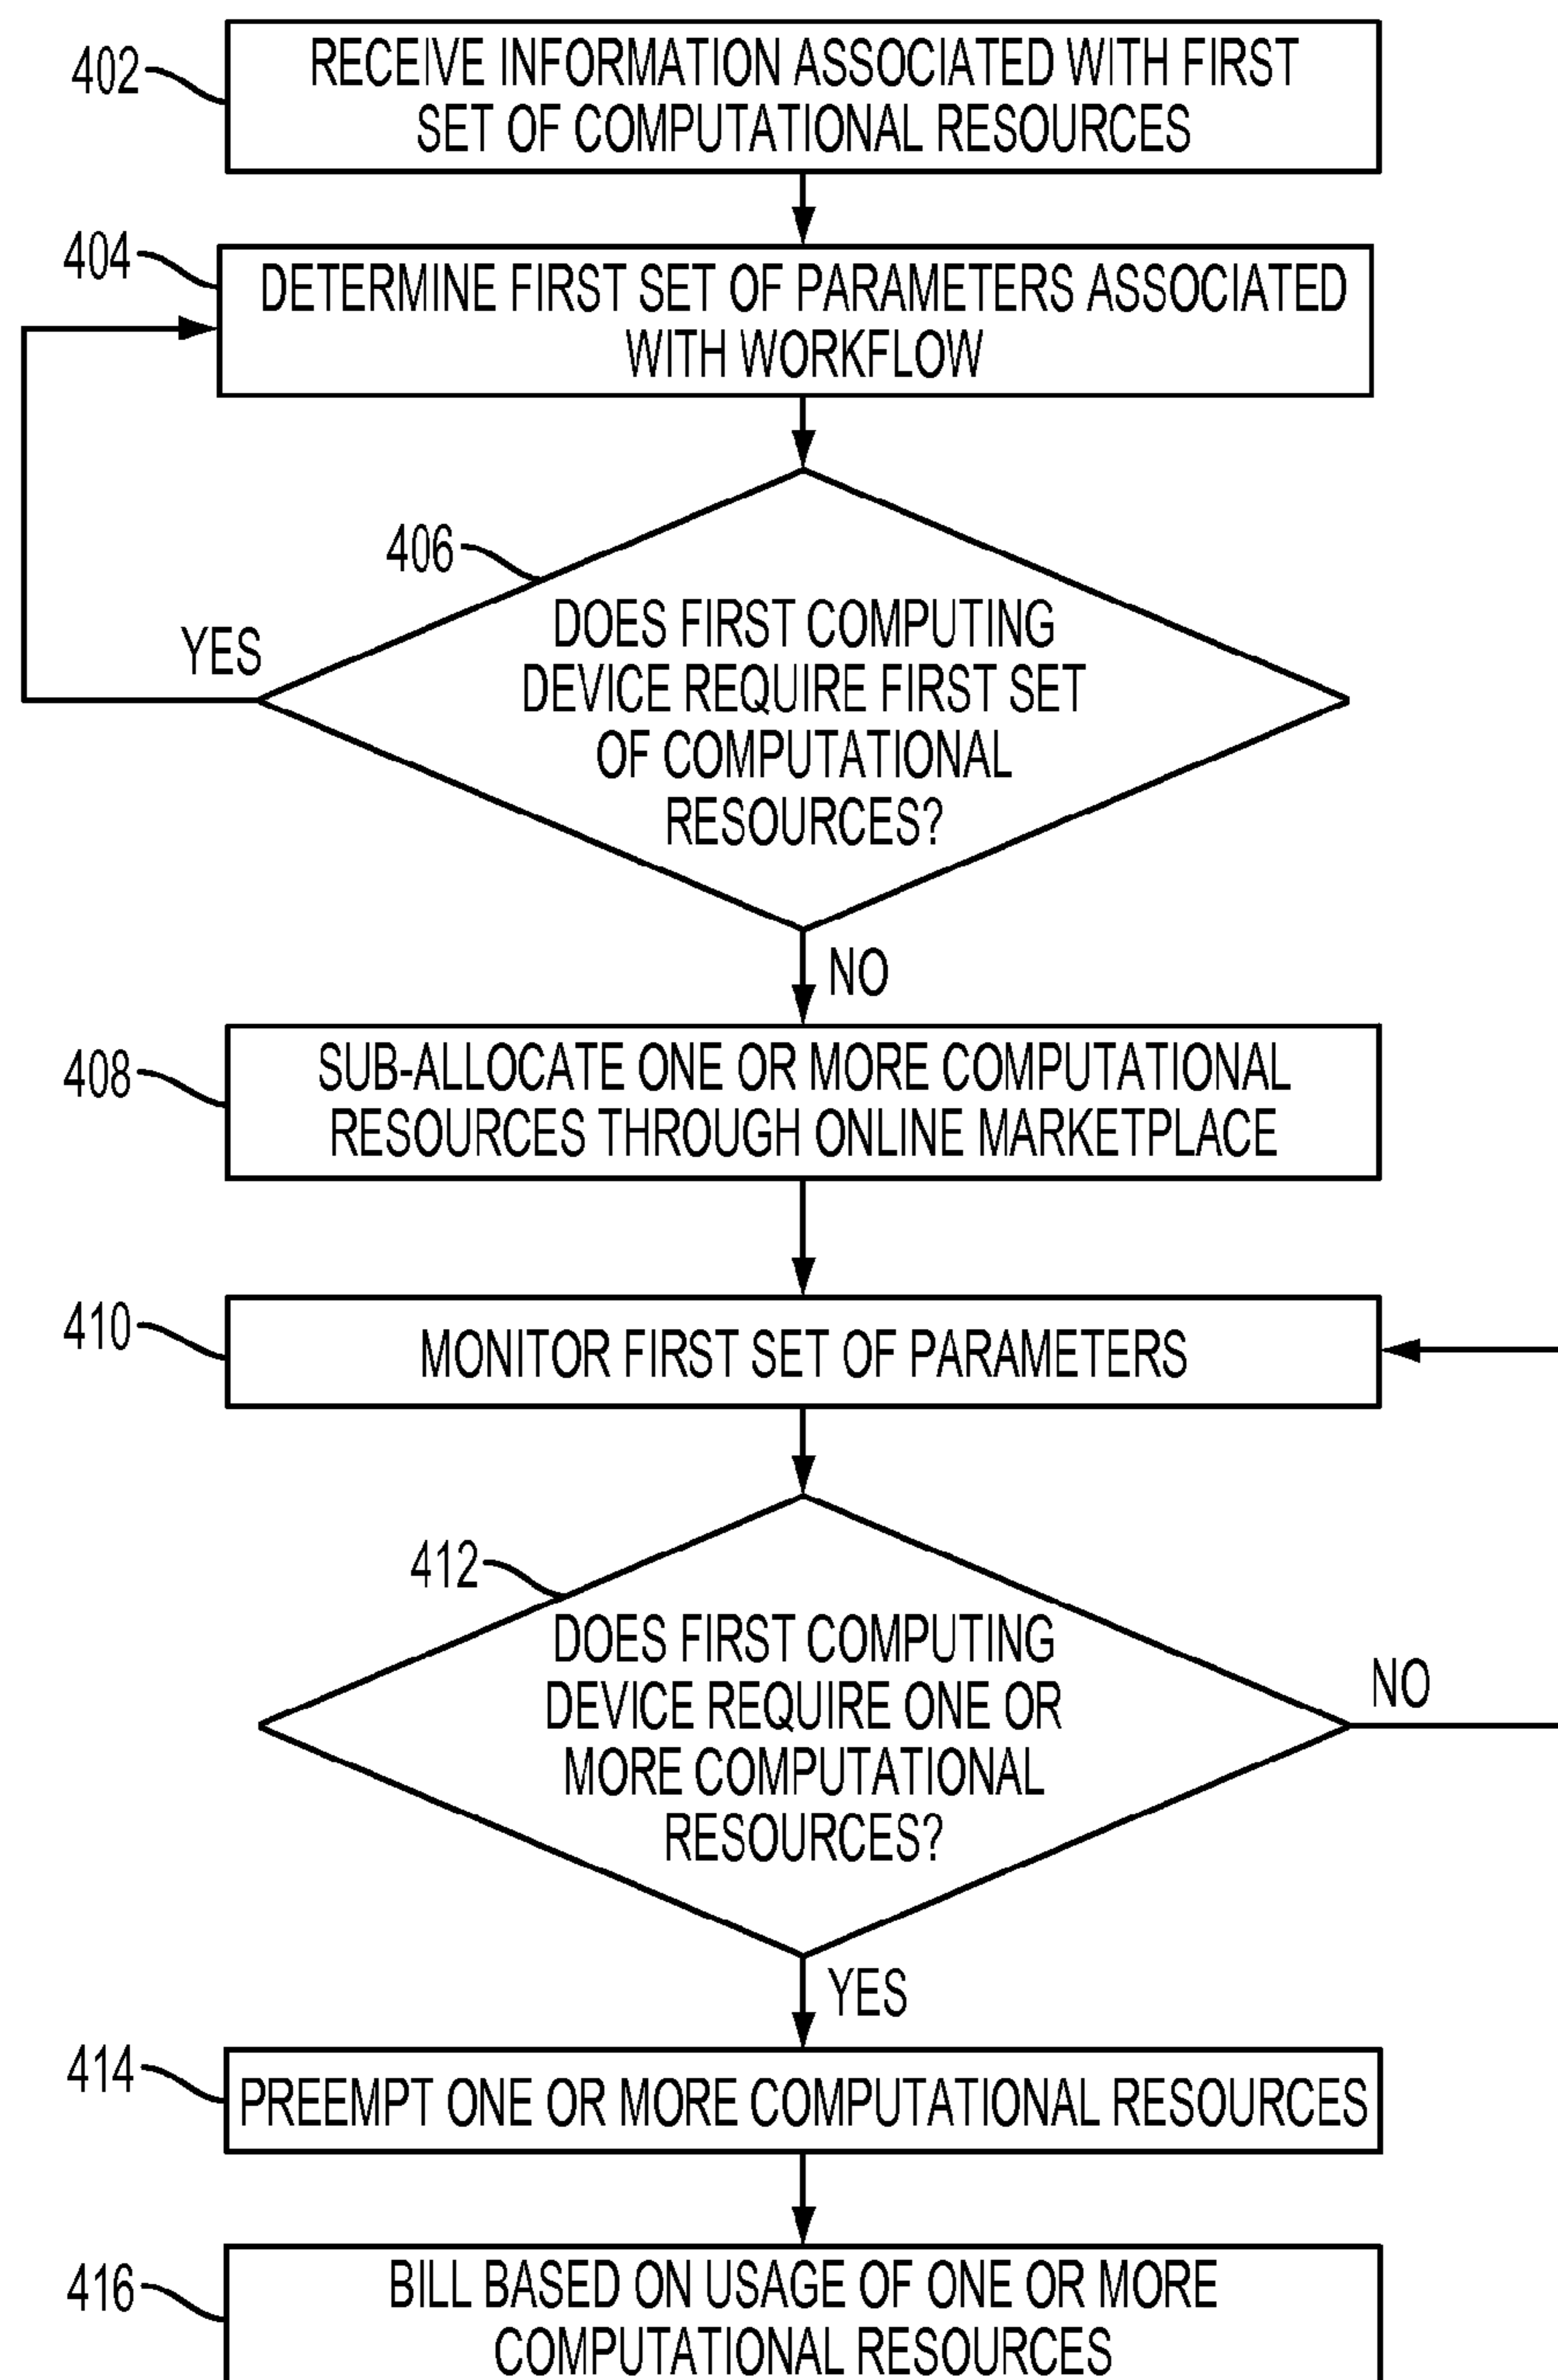 402
RECEIVE INFORMATION ASSOCIATED WITH FIRST
SET OF COMPUTATIONAL RESOURCES
404
DETERMINE FIRST SET OF PARAMETERS ASSOCIATED
WITH WORKFLOW
406
DOES FIRST COMPUTING
DEVICE REQUIRE FIRST SET
OF COMPUTATIONAL
RESOURCES?
YES
NO
408
SUB-ALLOCATE ONE OR MORE COMPUTATIONAL
RESOURCES THROUGH ONLINE MARKETPLACE
410
MONITOR FIRST SET OF PARAMETERS
412
DOES FIRST COMPUTING
DEVICE REQUIRE ONE OR
MORE COMPUTATIONAL
RESOURCES?
NO
YES
414
PREEMPT ONE OR MORE COMPUTATIONAL RESOURCES
416
BILL BASED ON USAGE OF ONE OR MORE
COMPUTATIONAL RESOURCES